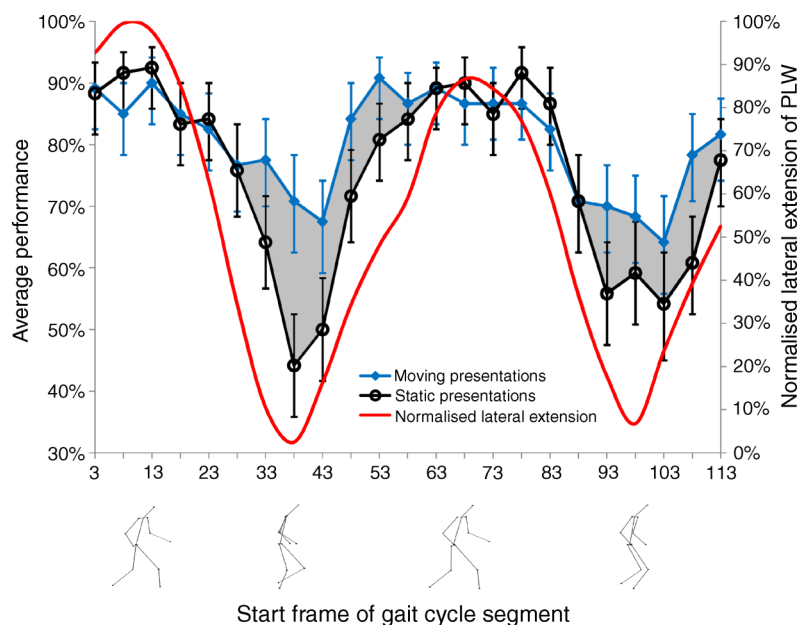 100%
90%
80%
70%
60%
50%
40%
30%
Average performance
100%
90%
80%
70%
60%
50%
40%
30%
20%
10%
0%
Normalised lateral extension of PLW
Moving presentations
Static presentations
Normalised lateral extension
3 13 23 33 43 53 63 73 83 93 103 113
Start frame of gait cycle segment